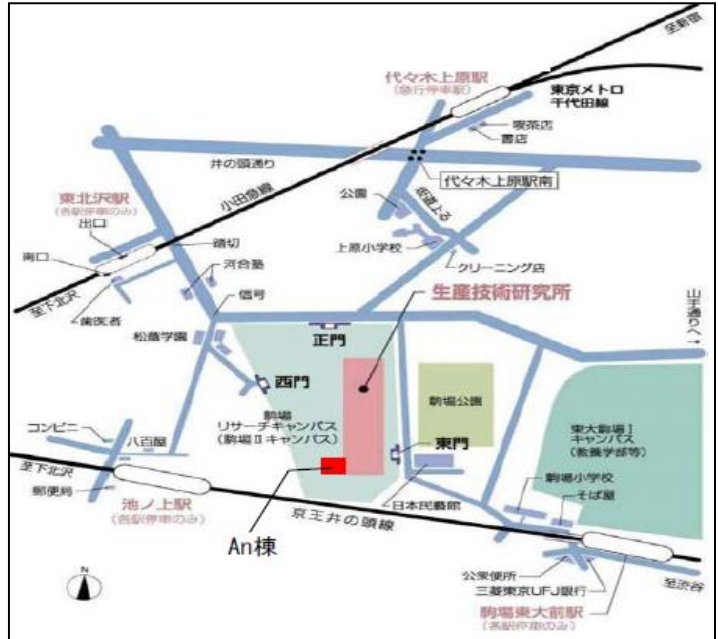 至新宿
代々木上原駅
(急行停車駅)
東京メトロ
千代田線
喫茶店
書店
井の頭通り
代々木上原駅南
小田急線
東北沢駅
(各駅停車のみ)
出口
公園
坂道上る
南口
踏切
上原小学校
河合塾
クリーニング店
至下北沢
歯医者
信号
生産技術研究所
山手通りへ→
松蔭学園
正門
西門
駒場
リサーチキャンパス
(駒場Ⅱキャンパス)
駒場公園
東大駒場Ⅰ
キャンパス
(教養学部等)
コンビニ
八百屋
東門
至下北沢
郵便局
池ノ上駅
(各駅停車のみ)
日本民藝館
駒場小学校
そば屋
京王井の頭線
An棟
N
公衆便所
三菱東京UFJ銀行
至渋谷
駒場東大前駅
(各駅停車のみ)